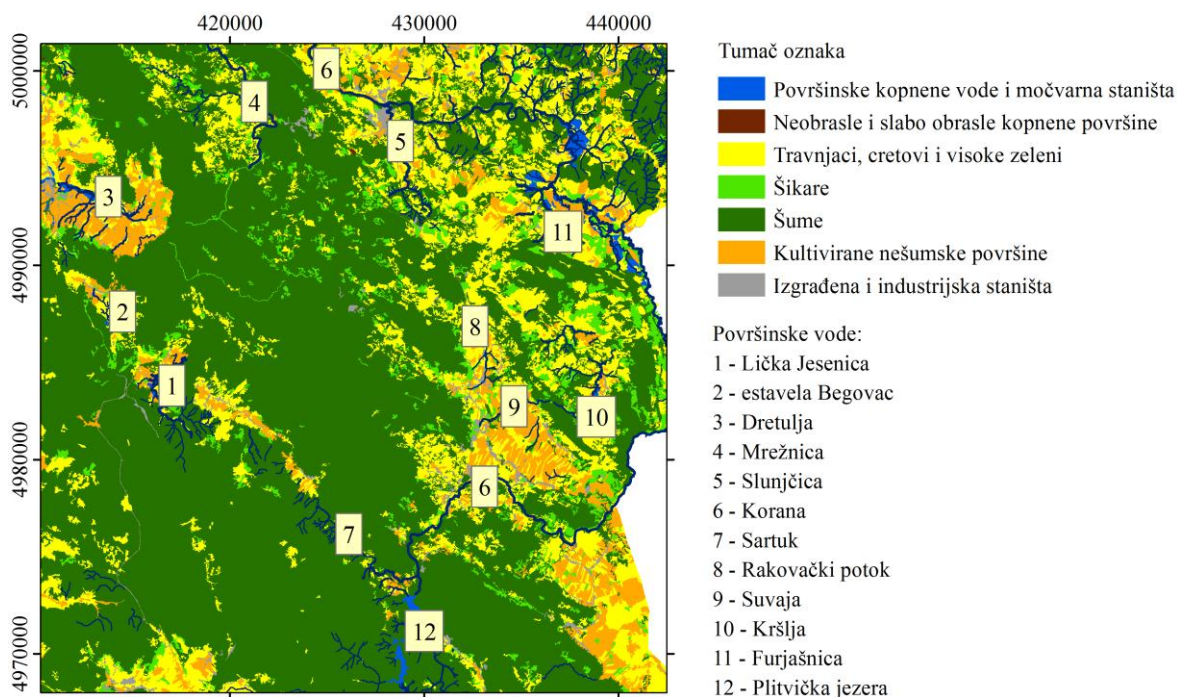 420000 430000 440000
5000000
4990000
4980000
4970000
6
4
5
3
11
2
8
1
9
10
6
7
12
Tumač oznaka
Površinske kopnene vode i močvarna staništa
Neobrasle i slabo obrasle kopnene površine
Travnjaci, cretovi i visoke zeleni
Šikare
Šume
Kultivirane nešumske površine
Izgrađena i industrijska staništa
Površinske vode:
1 - Lička Jesenica
2 - estavela Begovac
3 - Dretulja
4 - Mrežnica
5 - Slunjčica
6 - Korana
7 - Sartuk
8 - Rakovački potok
9 - Suvaja
10 - Kršlja
11 - Furjašnica
12 - Plitvička jezera